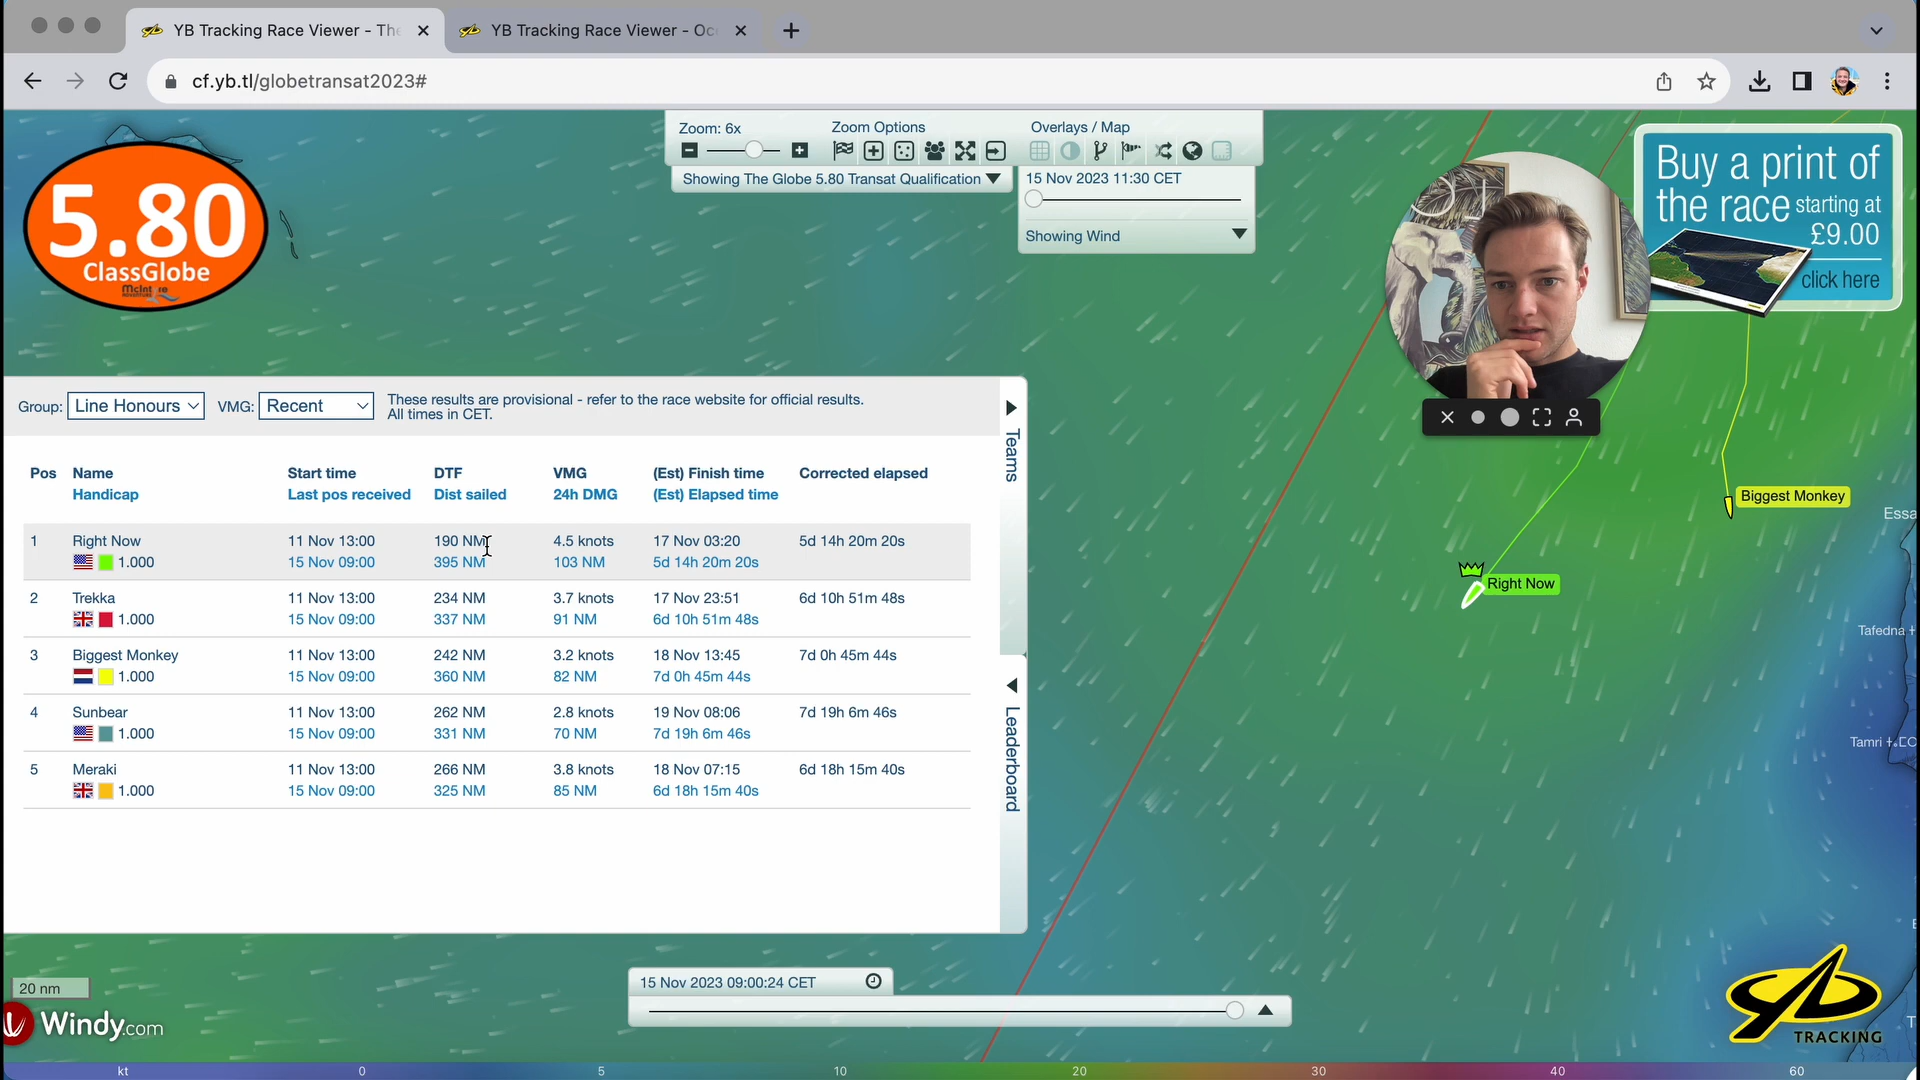 YB Tracking Race Viewer - The
YB Tracking Race Viewer - Oc
cf.yb.tl/globetransat2023#
5.80
ClassGlobe
McIntyre
ADVENTURE
Zoom: 6x
Zoom Options
Overlays / Map
Showing The Globe 5.80 Transat Qualification
15 Nov 2023 11:30 CET
Showing Wind
Buy a print of
the race starting at
£9.00
click here
Group: Line Honours VMG: Recent
These results are provisional - refer to the race website for official results.
All times in CET.
Teams
Leaderboard
Pos Name Start time DTF VMG (Est) Finish time Corrected elapsed
Handicap Last pos received Dist sailed 24h DMG (Est) Elapsed time
1 Right Now 11 Nov 13:00 190 NM 4.5 knots 17 Nov 03:20 5d 14h 20m 20s
1.000 15 Nov 09:00 395 NM 103 NM 5d 14h 20m 20s
2 Trekka 11 Nov 13:00 234 NM 3.7 knots 17 Nov 23:51 6d 10h 51m 48s
1.000 15 Nov 09:00 337 NM 91 NM 6d 10h 51m 48s
3 Biggest Monkey 11 Nov 13:00 242 NM 3.2 knots 18 Nov 13:45 7d 0h 45m 44s
1.000 15 Nov 09:00 360 NM 82 NM 7d 0h 45m 44s
4 Sunbear 11 Nov 13:00 262 NM 2.8 knots 19 Nov 08:06 7d 19h 6m 46s
1.000 15 Nov 09:00 331 NM 70 NM 7d 19h 6m 46s
5 Meraki 11 Nov 13:00 266 NM 3.8 knots 18 Nov 07:15 6d 18h 15m 40s
1.000 15 Nov 09:00 325 NM 85 NM 6d 18h 15m 40s
Biggest Monkey
Essa
Right Now
Tafedna
Tamri
15 Nov 2023 09:00:24 CET
20 nm
Windy.com
TRACKING
kt 0 5 10 20 30 40 60